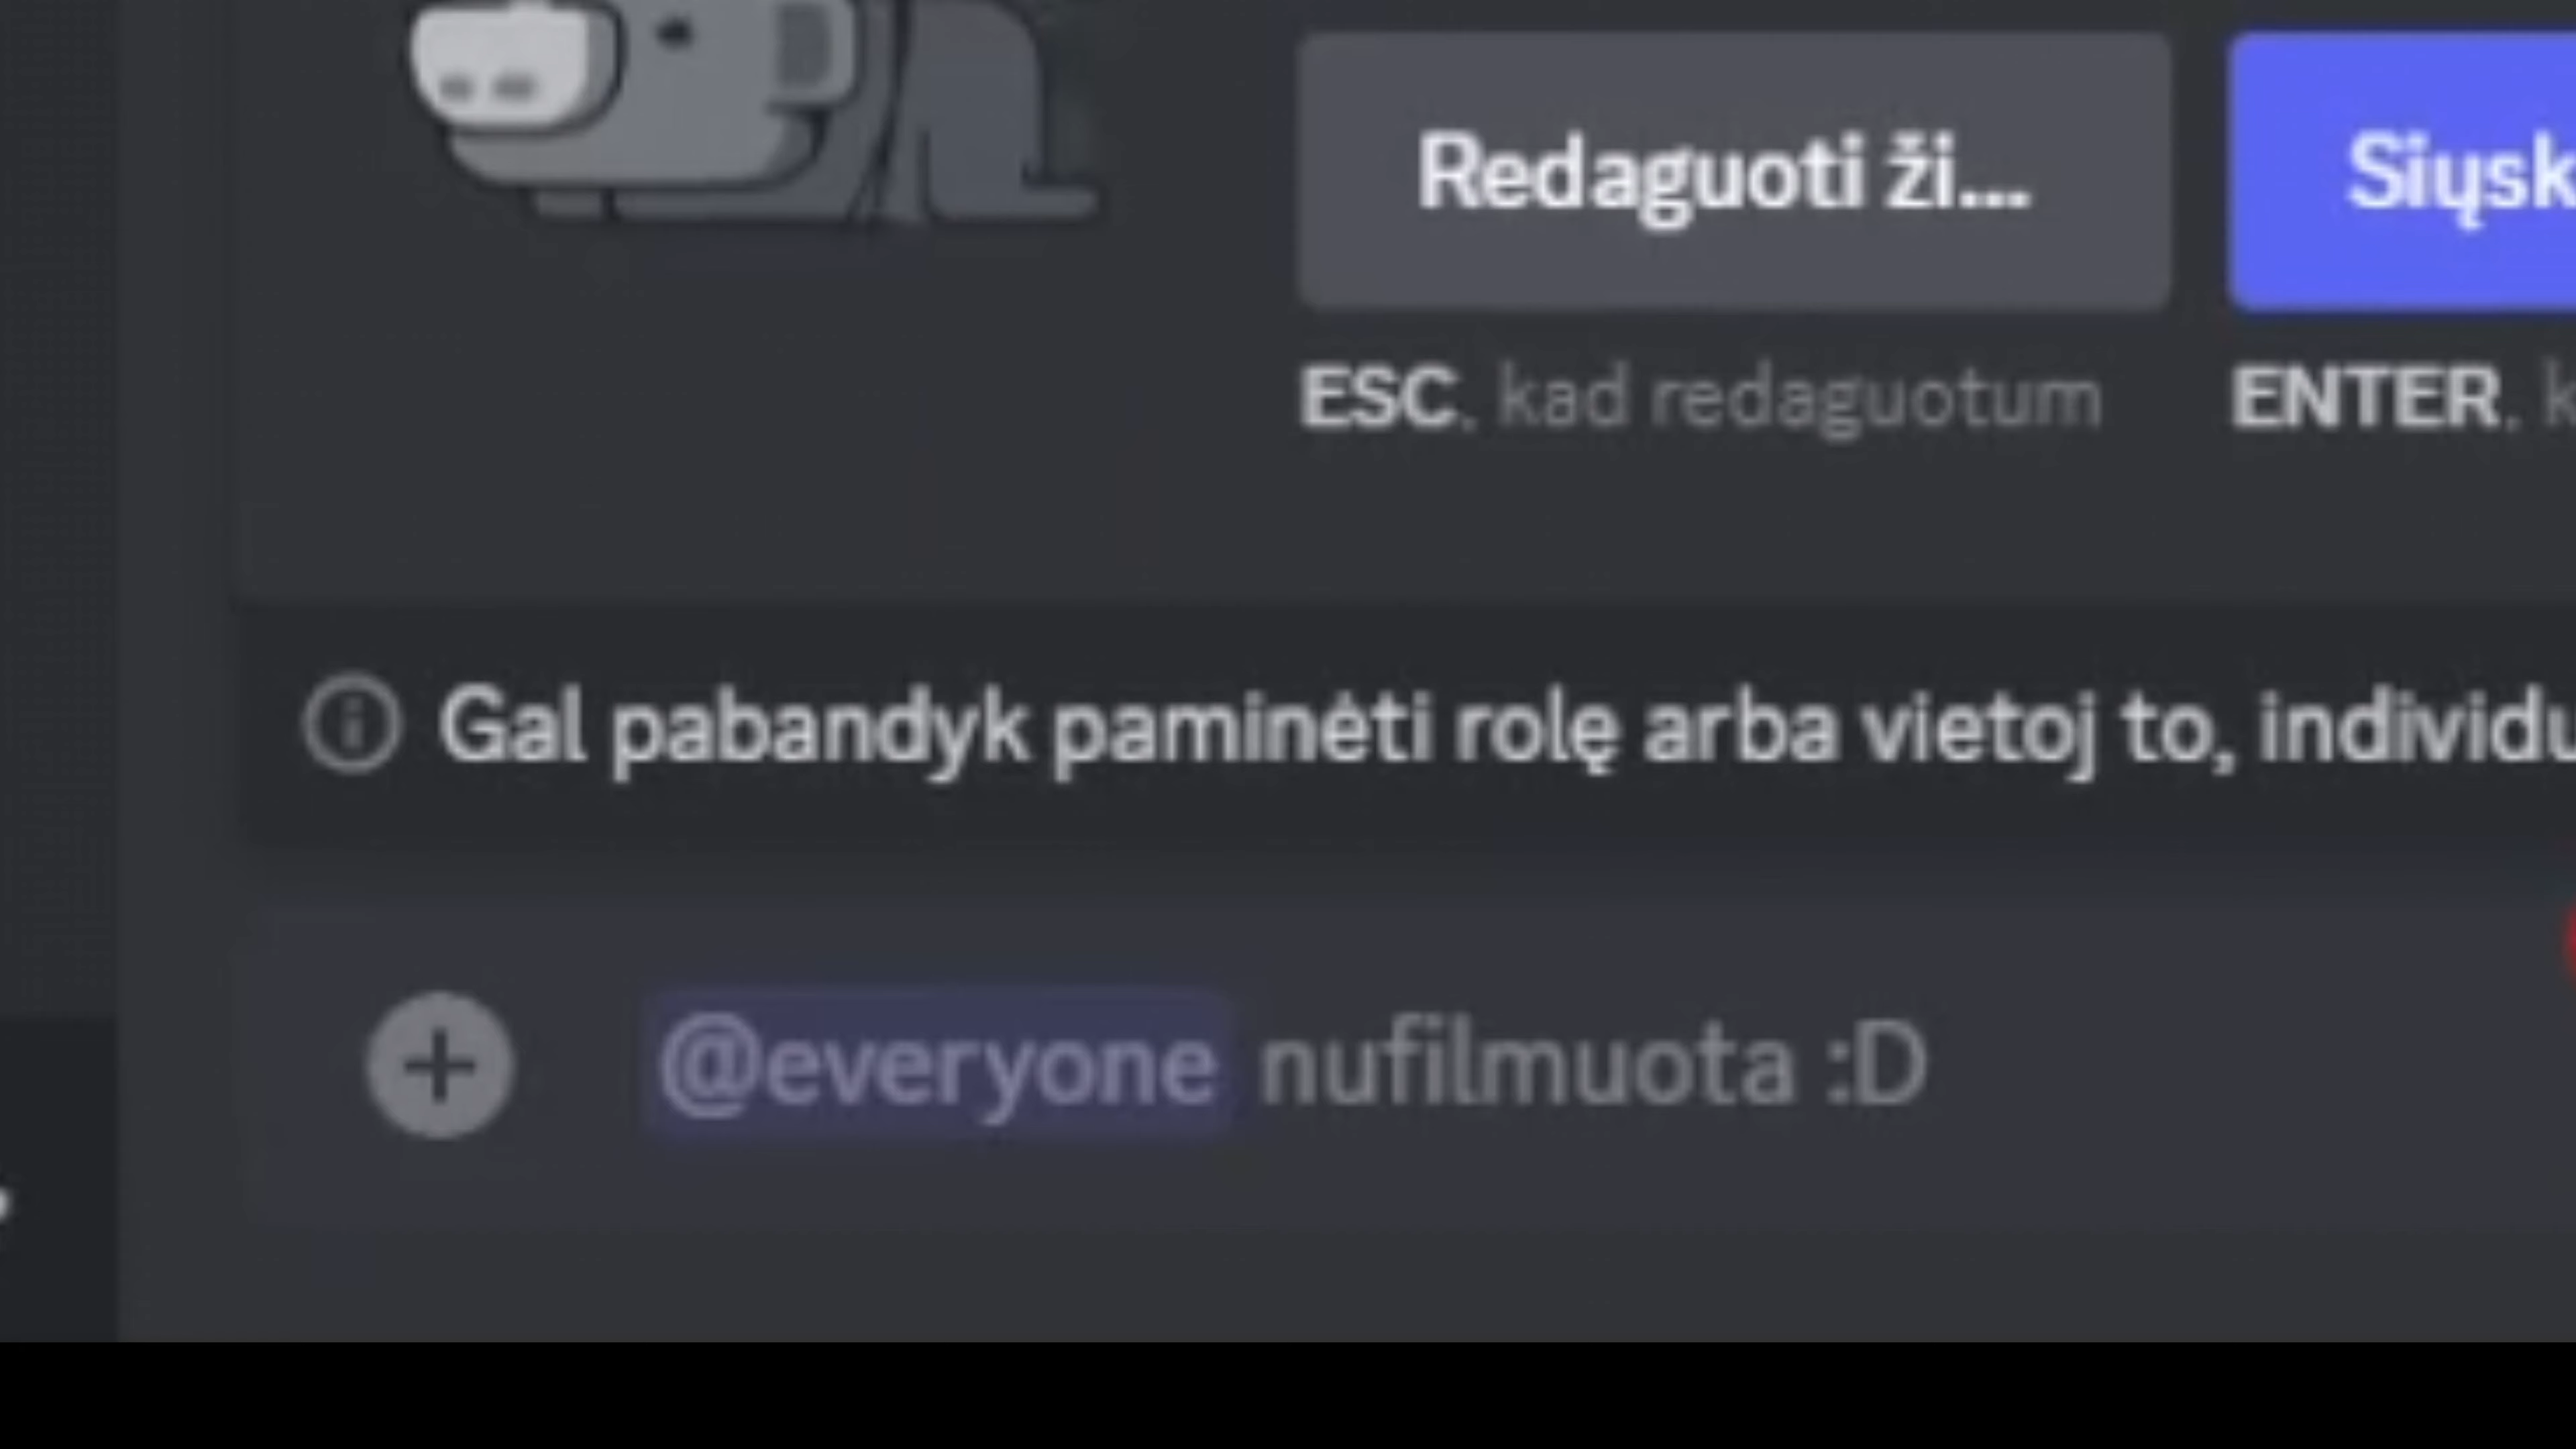 Redaguoti ži...
ESC, kad redaguotum
ENTER,
Gal pabandyk paminėti rolę arba vietoj to,
@everyone nufilmuota :D